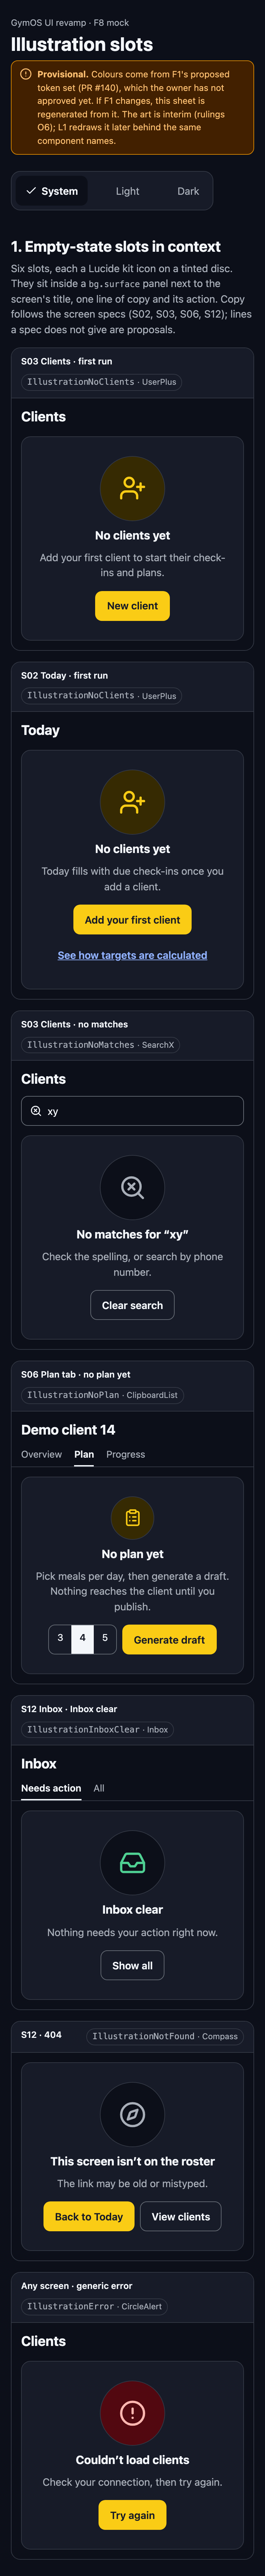 GymOS UI revamp · F8 mock
Illustration slots
Provisional. Colours come from F1's proposed
token set (PR #140), which the owner has not
approved yet. If F1 changes, this sheet is
regenerated from it. The art is interim (rulings
O6); L1 redraws it later behind the same
component names.
System
Light
Dark
1. Empty-state slots in context
Six slots, each a Lucide kit icon on a tinted disc.
They sit inside a bg.surface panel next to the
screen's title, one line of copy and its action. Copy
follows the screen specs (S02, S03, S06, S12); lines
a spec does not give are proposals.
S03 Clients · first run
IllustrationNoClients · UserPlus
Clients
No clients yet
Add your first client to start their check-
ins and plans.
New client
S02 Today · first run
IllustrationNoClients · UserPlus
Today
No clients yet
Today fills with due check-ins once you
add a client.
Add your first client
See how targets are calculated
S03 Clients · no matches
IllustrationNoMatches · SearchX
Clients
xy
No matches for “xy”
Check the spelling, or search by phone
number.
Clear search
S06 Plan tab · no plan yet
IllustrationNoPlan · ClipboardList
Demo client 14
Overview Plan Progress
No plan yet
Pick meals per day, then generate a draft.
Nothing reaches the client until you
publish.
3 4 5 Generate draft
S12 Inbox · Inbox clear
IllustrationInboxClear · Inbox
Inbox
Needs action All
Inbox clear
Nothing needs your action right now.
Show all
S12 · 404 IllustrationNotFound · Compass
This screen isn’t on the roster
The link may be old or mistyped.
Back to Today View clients
Any screen · generic error
IllustrationError · CircleAlert
Clients
Couldn’t load clients
Check your connection, then try again.
Try again